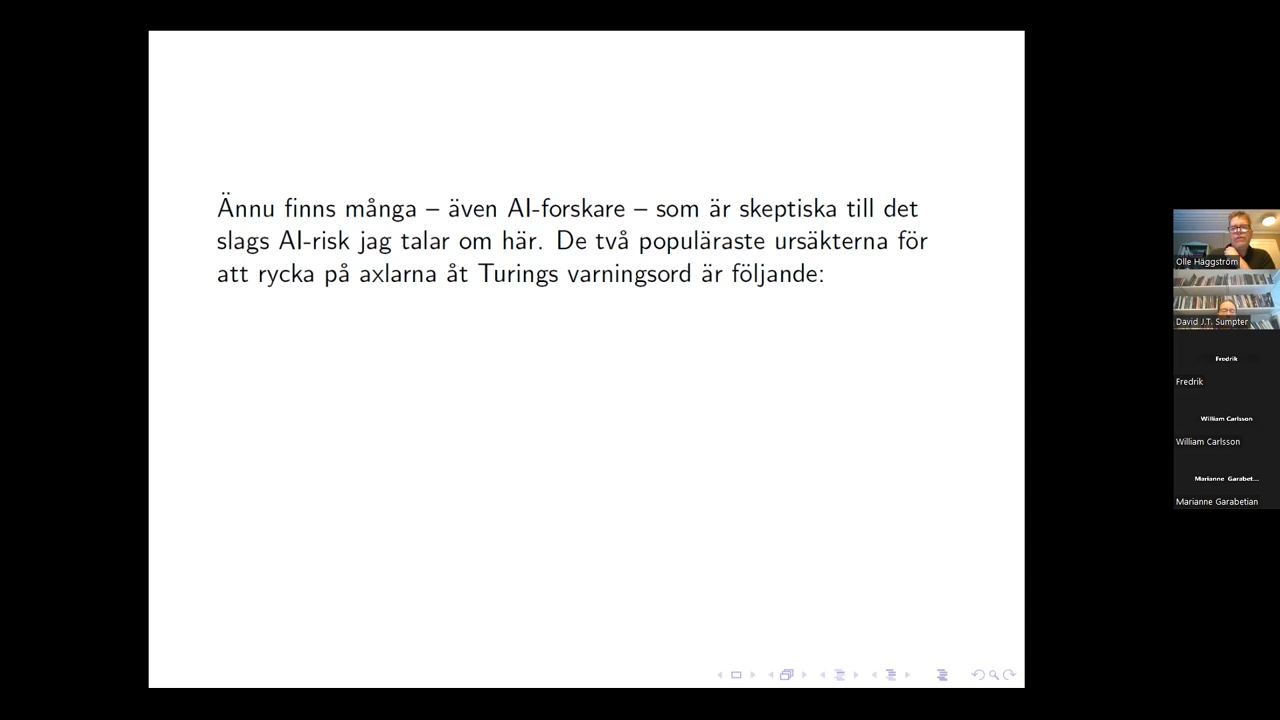 Ännu finns många – även AI-forskare – som är skeptiska till det
slags AI-risk jag talar om här. De två populäraste ursäkterna för
att rycka på axlarna åt Turings varningsord är följande:
Olle Häggström
David J.T. Sumpter
Fredrik
Fredrik
William Carlsson
William Carlsson
Marianne Garabet...
Marianne Garabetian